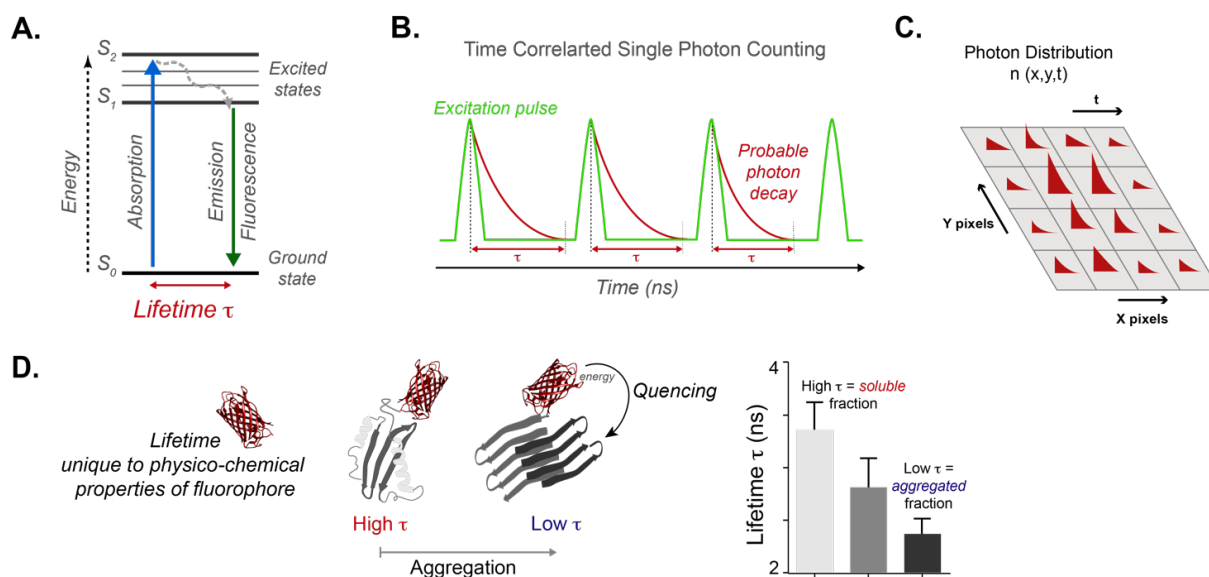 A.
S2
S1
S0
Energy
Absorption
Emission
Fluorescence
Excited
states
Ground
state
Lifetime τ
B.
Time Correlarted Single Photon Counting
Excitation pulse
Probable
photon
decay
τ
τ
τ
Time (ns)
C.
Photon Distribution
n (x,y,t)
t
Y pixels
X pixels
D.
Lifetime
unique to physico-chemical
properties of fluorophore
energy
Quencing
High τ
Low τ
Aggregation
Lifetime τ (ns)
4
2
High τ = soluble
fraction
Low τ =
aggregated
fraction